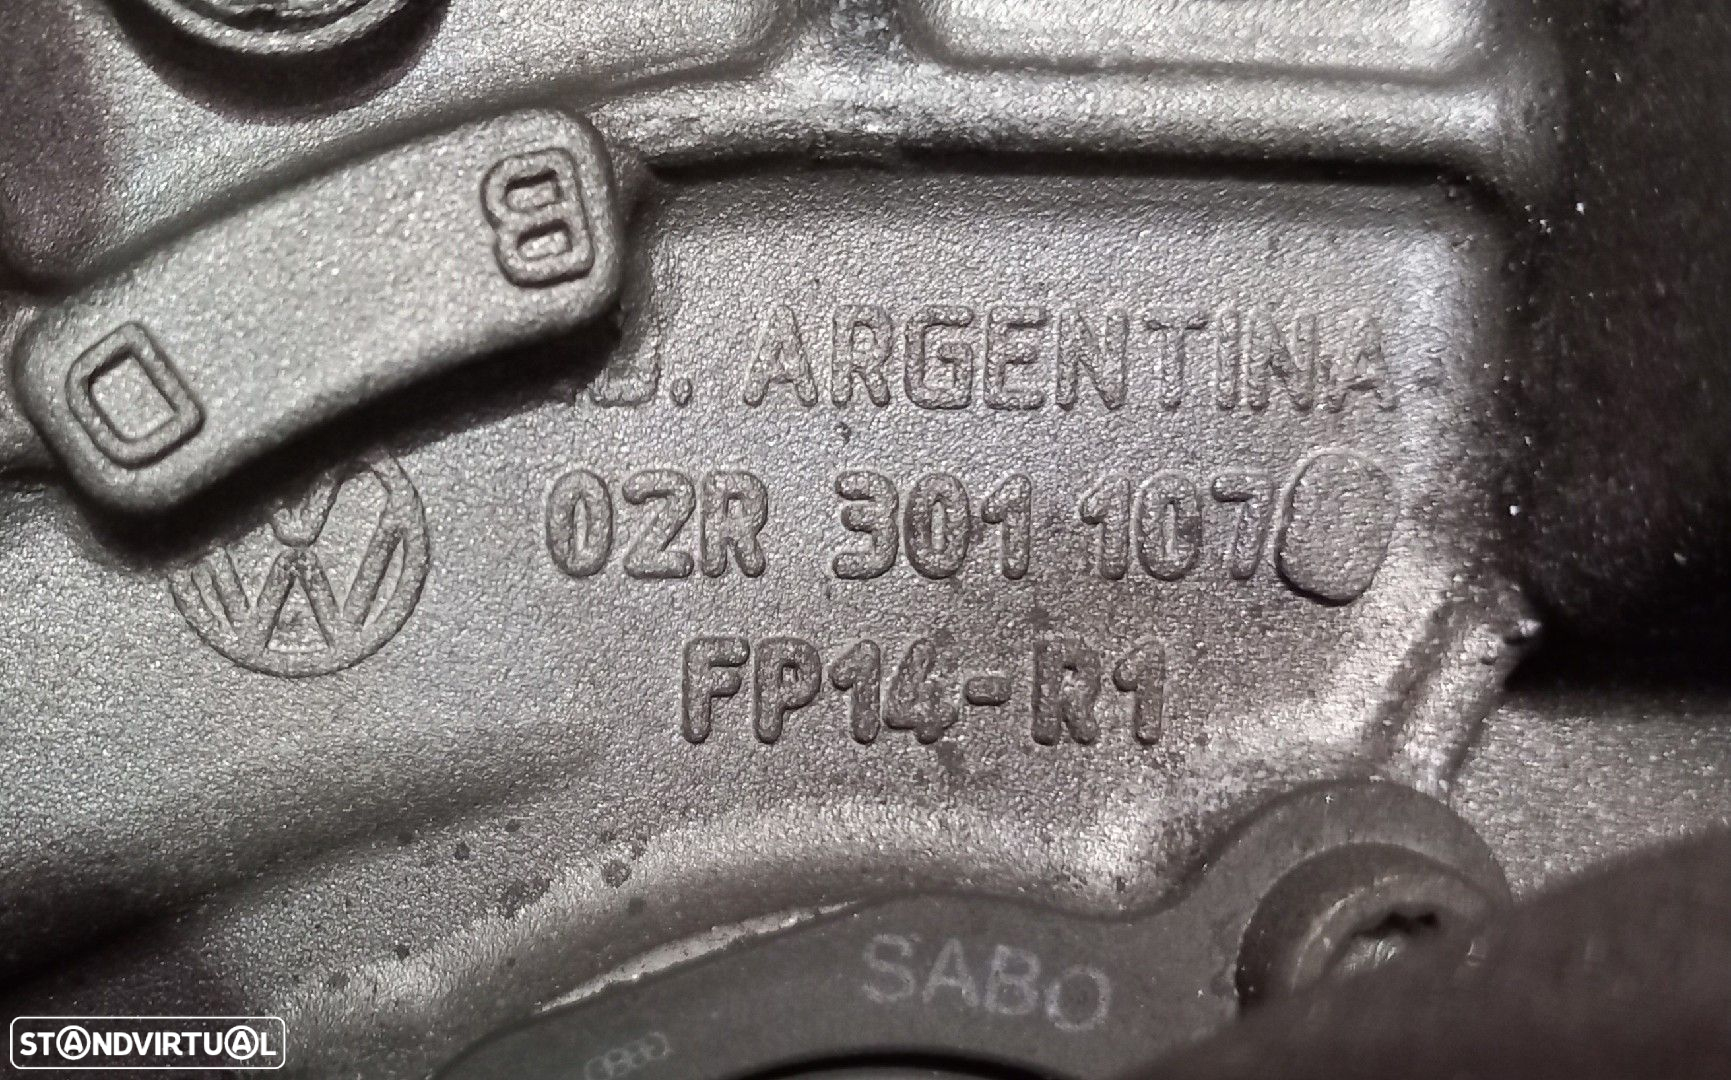 8
0
D. ARGENTINA
02R 301 107
FP14-R1
SABO
STANDVIRTUAL